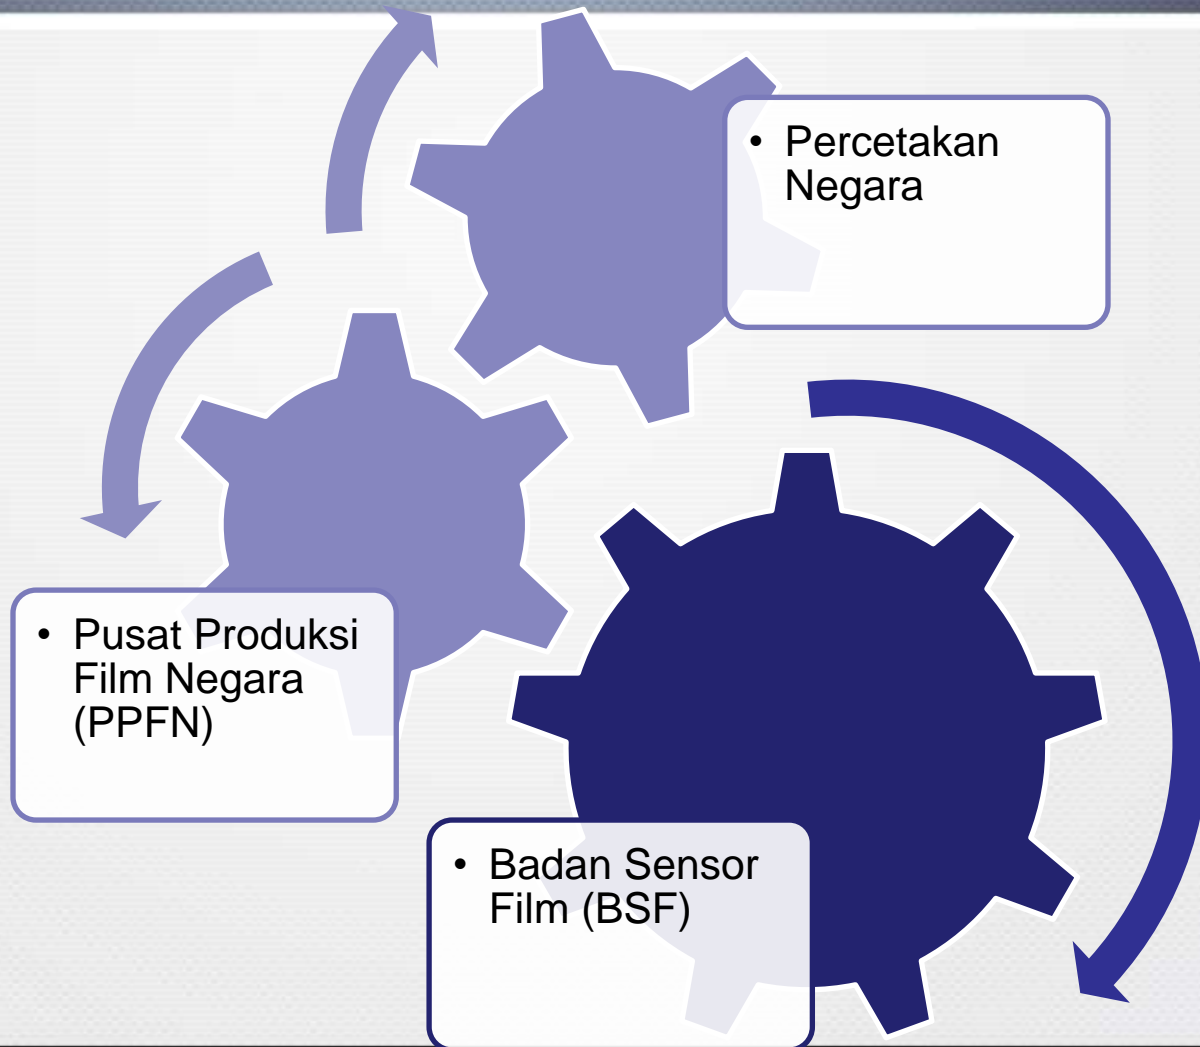 • Percetakan
Negara
• Pusat Produksi
Film Negara
(PPFN)
• Badan Sensor
Film (BSF)